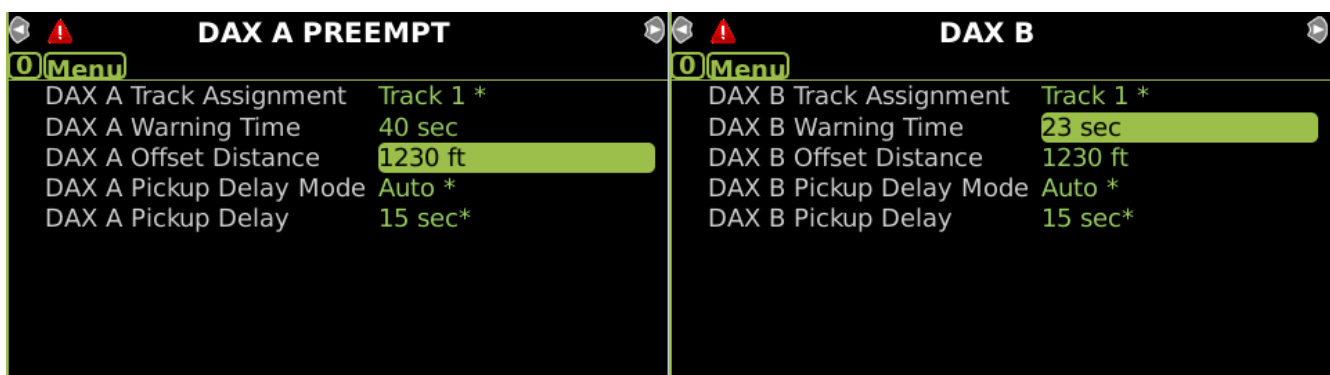 DAX A PREEMPT
0 Menu
DAX A Track Assignment Track 1 *
DAX A Warning Time 40 sec
DAX A Offset Distance 1230 ft
DAX A Pickup Delay Mode Auto *
DAX A Pickup Delay 15 sec*
DAX B
0 Menu
DAX B Track Assignment Track 1 *
DAX B Warning Time 23 sec
DAX B Offset Distance 1230 ft
DAX B Pickup Delay Mode Auto *
DAX B Pickup Delay 15 sec*